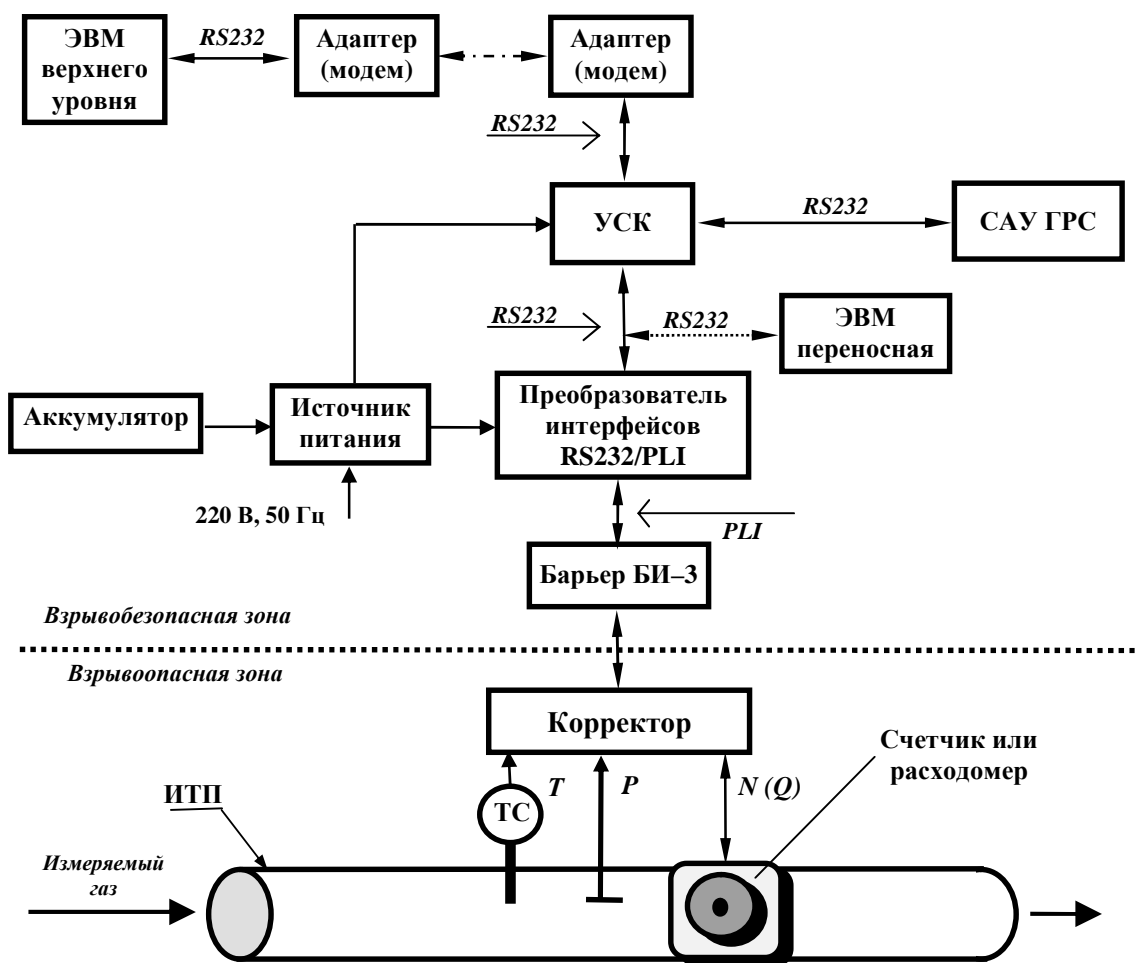 ЭВМ
верхнего
уровня
RS232
Адаптер
(модем)
Адаптер
(модем)
RS232
УСК
RS232
САУ ГРС
RS232
RS232
ЭВМ
переносная
Аккумулятор
Источник
питания
Преобразователь
интерфейсов
RS232/PLI
220 В, 50 Гц
PLI
Барьер БИ–3
Взрывобезопасная зона
Взрывоопасная зона
Корректор
Счетчик или
расходомер
T
P
N (Q)
ИТП
ТС
Измеряемый
газ